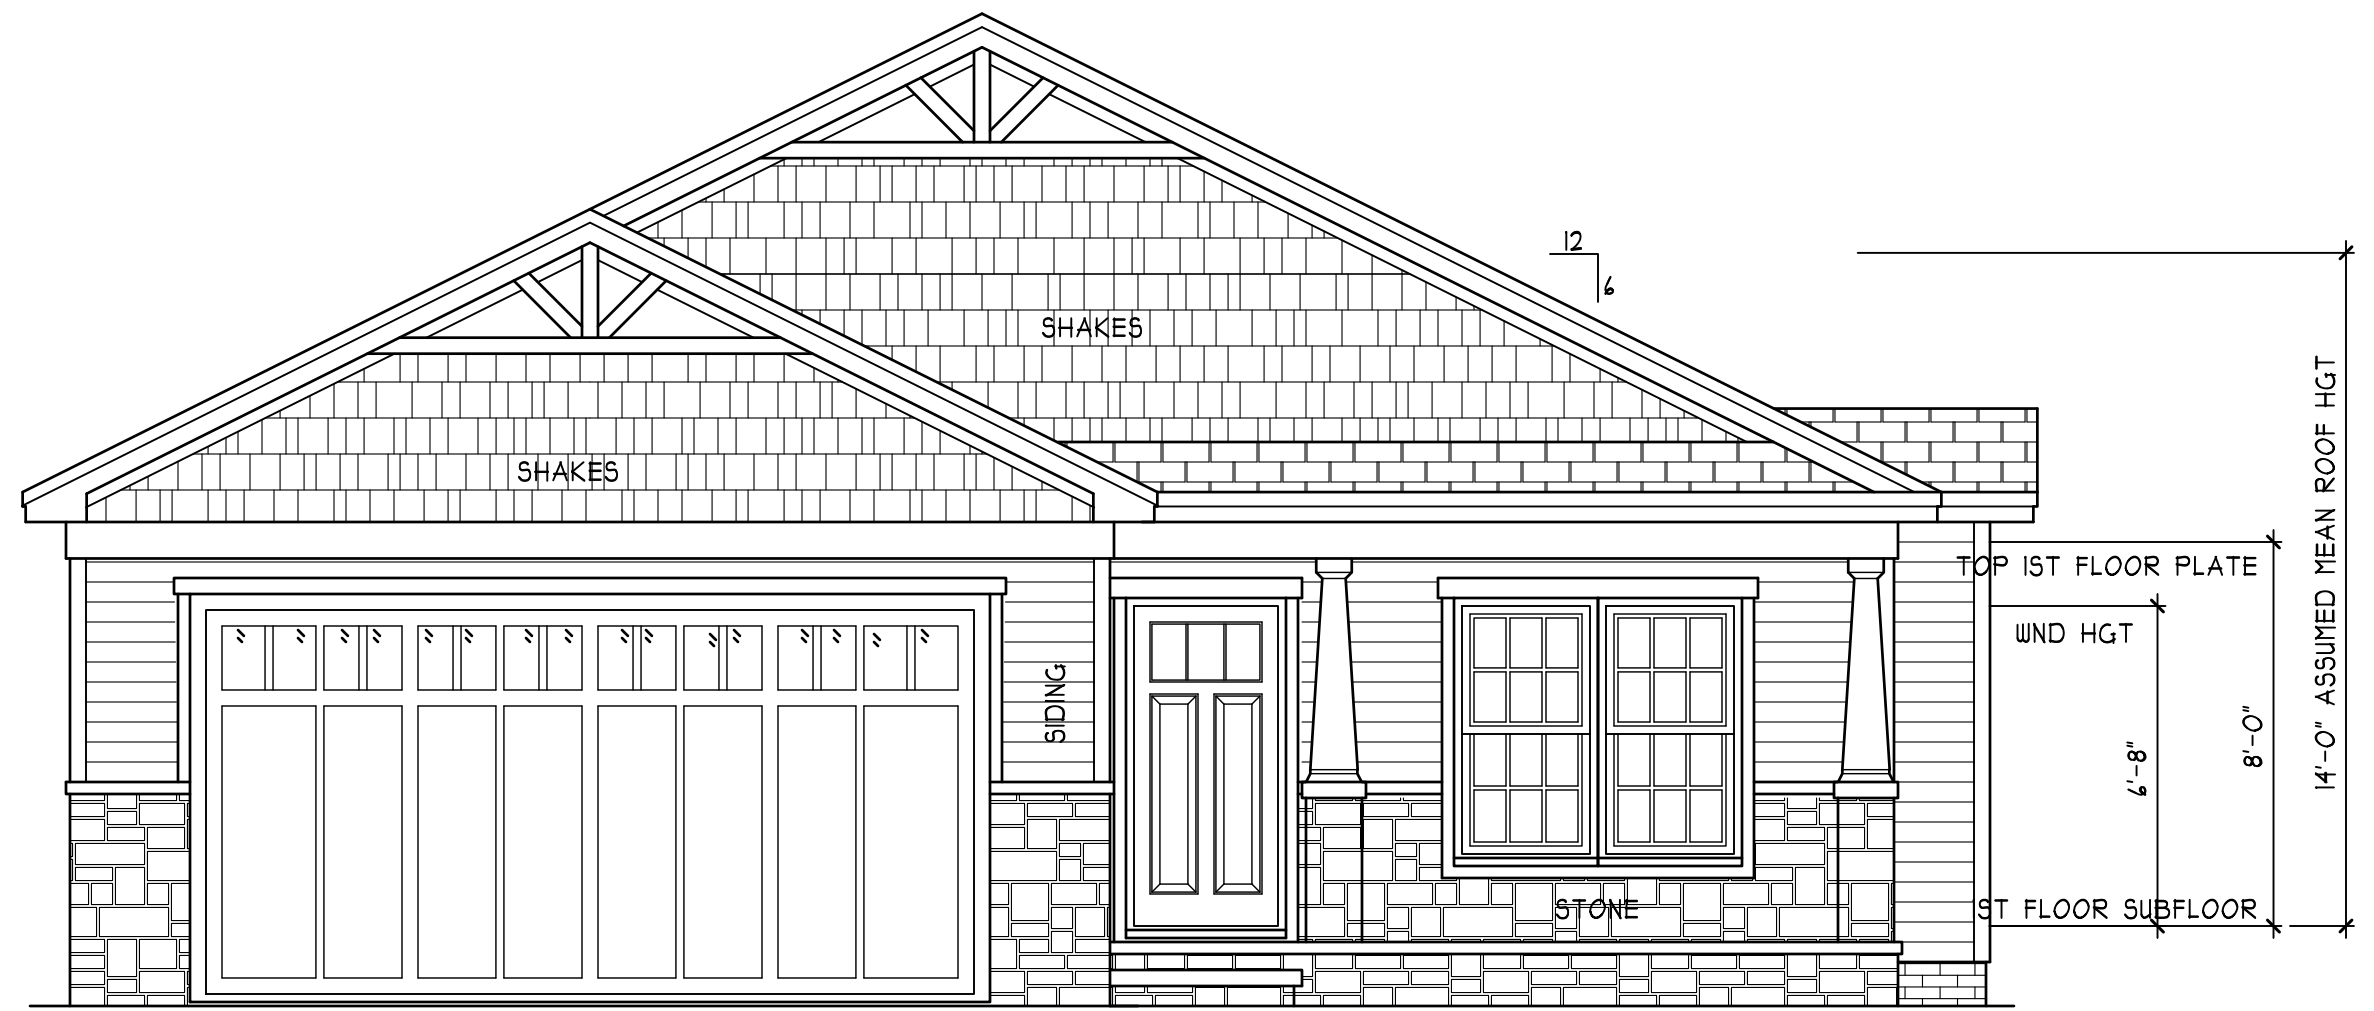 12
6
SHAKES
SHAKES
TOP 1ST FLOOR PLATE
WND HGT
SIDING
6'-8"
8'-0"
14'-0" ASSUMED MEAN ROOF HGT
STONE
1ST FLOOR SUBFLOOR